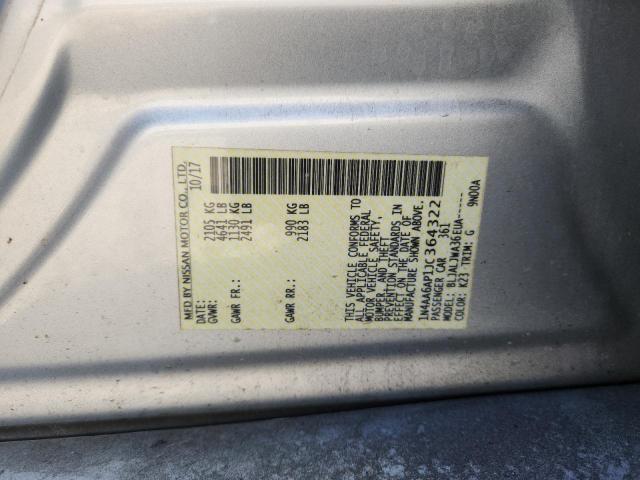 MFD BY NISSAN MOTOR CO., LTD.
DATE: 10/17
GVWR: 2105 KG
4641 LB
GAWR FR.: 1130 KG
2491 LB
GAWR RR.: 990 KG
2183 LB
THIS VEHICLE CONFORMS TO
ALL APPLICABLE FEDERAL
MOTOR VEHICLE SAFETY,
BUMPER, AND THEFT
PREVENTION STANDARDS
IN EFFECT ON THE DATE OF
MANUFACTURE SHOWN ABOVE.
1N4AA6AP1JC364322
PASSENGER CAR 361
MODEL: BLJALJWA36EUA-----
COLOR: K23 TRIM: G 9N00A